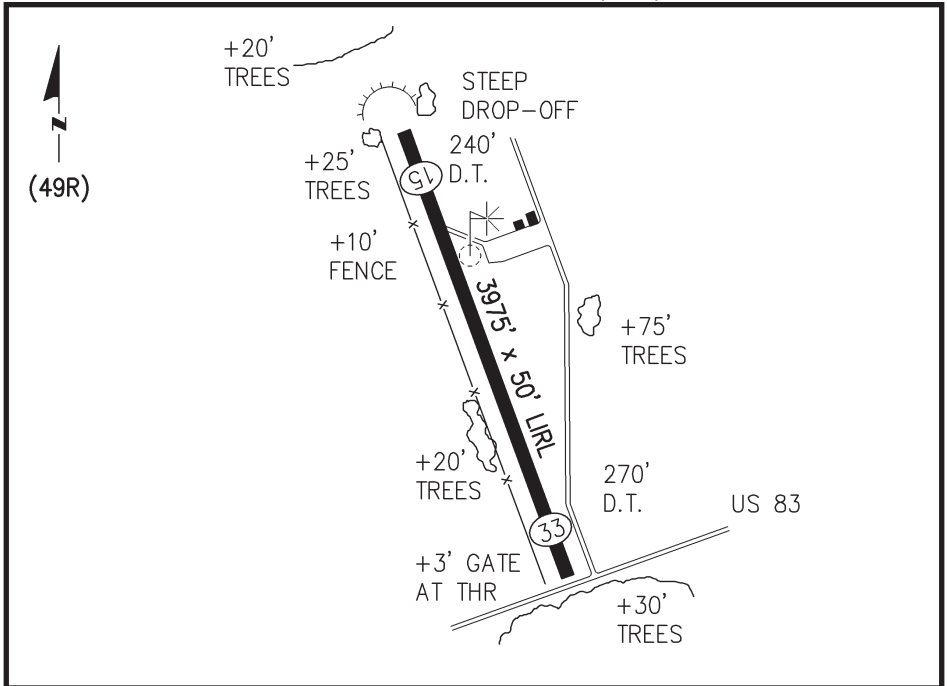 +20'
TREES
STEEP
DROP-OFF
N
(49R)
+25'
TREES
240'
D.T.
15
+10'
FENCE
3975' x 50' LIRL
+75'
TREES
+20'
TREES
270'
D.T.
US 83
33
+3' GATE
AT THR
+30'
TREES